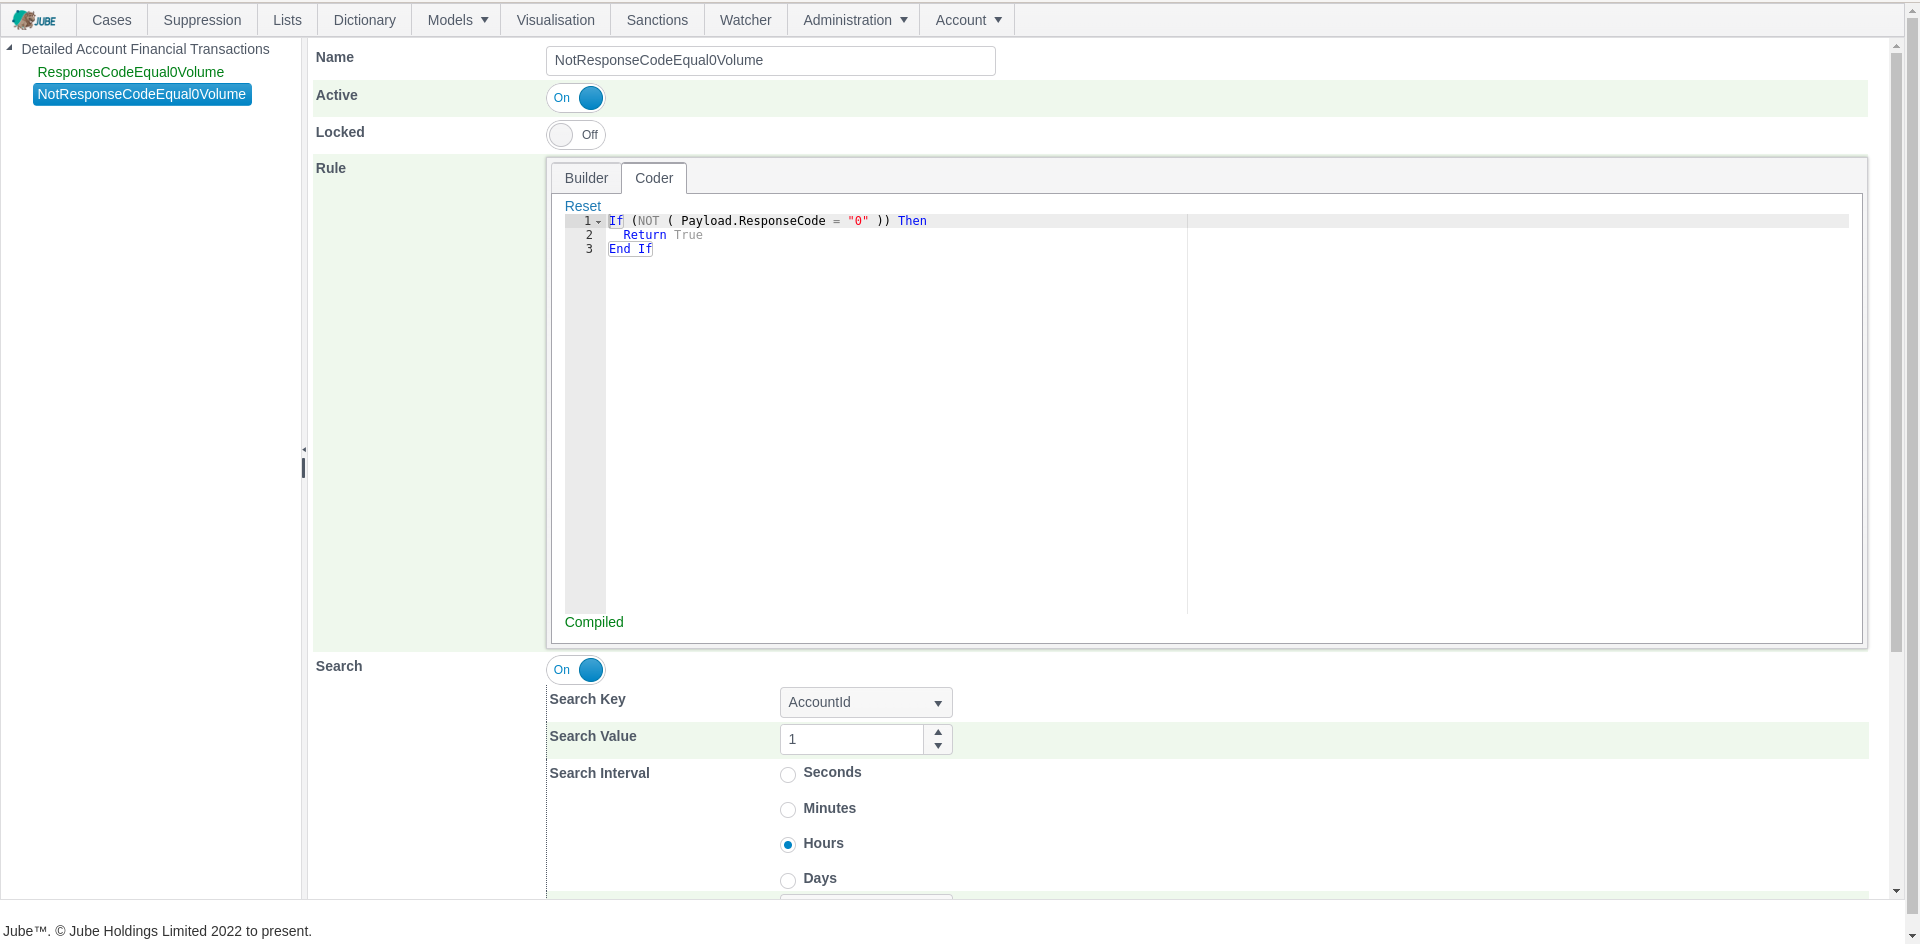 JUBE Cases Suppression Lists Dictionary Models Visualisation Sanctions Watcher Administration Account
Detailed Account Financial Transactions
ResponseCodeEqual0Volume
NotResponseCodeEqual0Volume
Name NotResponseCodeEqual0Volume
Active On
Locked Off
Rule
Builder Coder
Reset
1 If (NOT ( Payload.ResponseCode = "0" )) Then
2 Return True
3 End If
Compiled
Search On
Search Key AccountId
Search Value 1
Search Interval Seconds
Minutes
Hours
Days
Jube™. © Jube Holdings Limited 2022 to present.